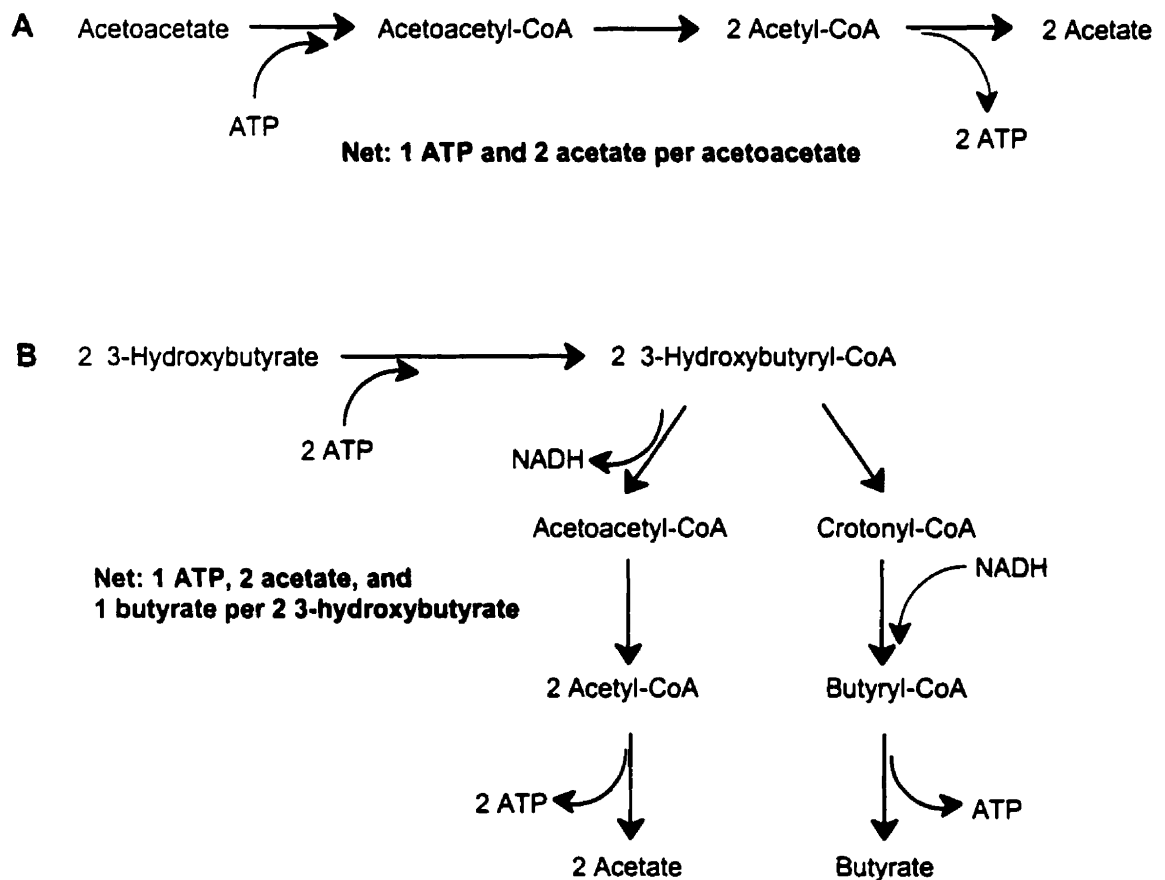 A Acetoacetate Acetoacetyl-CoA 2 Acetyl-CoA 2 Acetate
ATP 2 ATP
Net: 1 ATP and 2 acetate per acetoacetate
B 2 3-Hydroxybutyrate 2 3-Hydroxybutyryl-CoA
2 ATP NADH
Acetoacetyl-CoA Crotonyl-CoA
Net: 1 ATP, 2 acetate, and
1 butyrate per 2 3-hydroxybutyrate
NADH
2 Acetyl-CoA Butyryl-CoA
2 ATP ATP
2 Acetate Butyrate